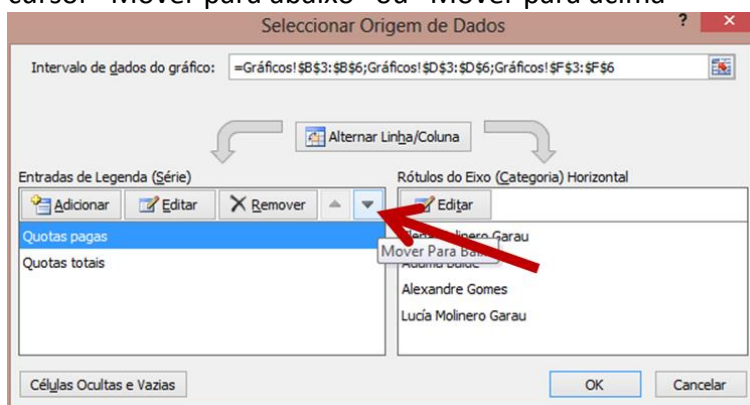 cursor "Mover para abaixo" ou "Mover para acima"
Seleccionar Origem de Dados
?
Intervalo de dados do gráfico: =Gráficos!$B$3:$B$6;Gráficos!$D$3:$D$6;Gráficos!$F$3:$F$6
Alternar Linha/Coluna
Entradas de Legenda (Série)
Adicionar Editar Remover
Quotas pagas
Quotas totais
Rótulos do Eixo (Categoria) Horizontal
Editar
Molinero Garau
Mover Para
Alexandre Gomes
Lucía Molinero Garau
Células Ocultas e Vazias
OK Cancelar